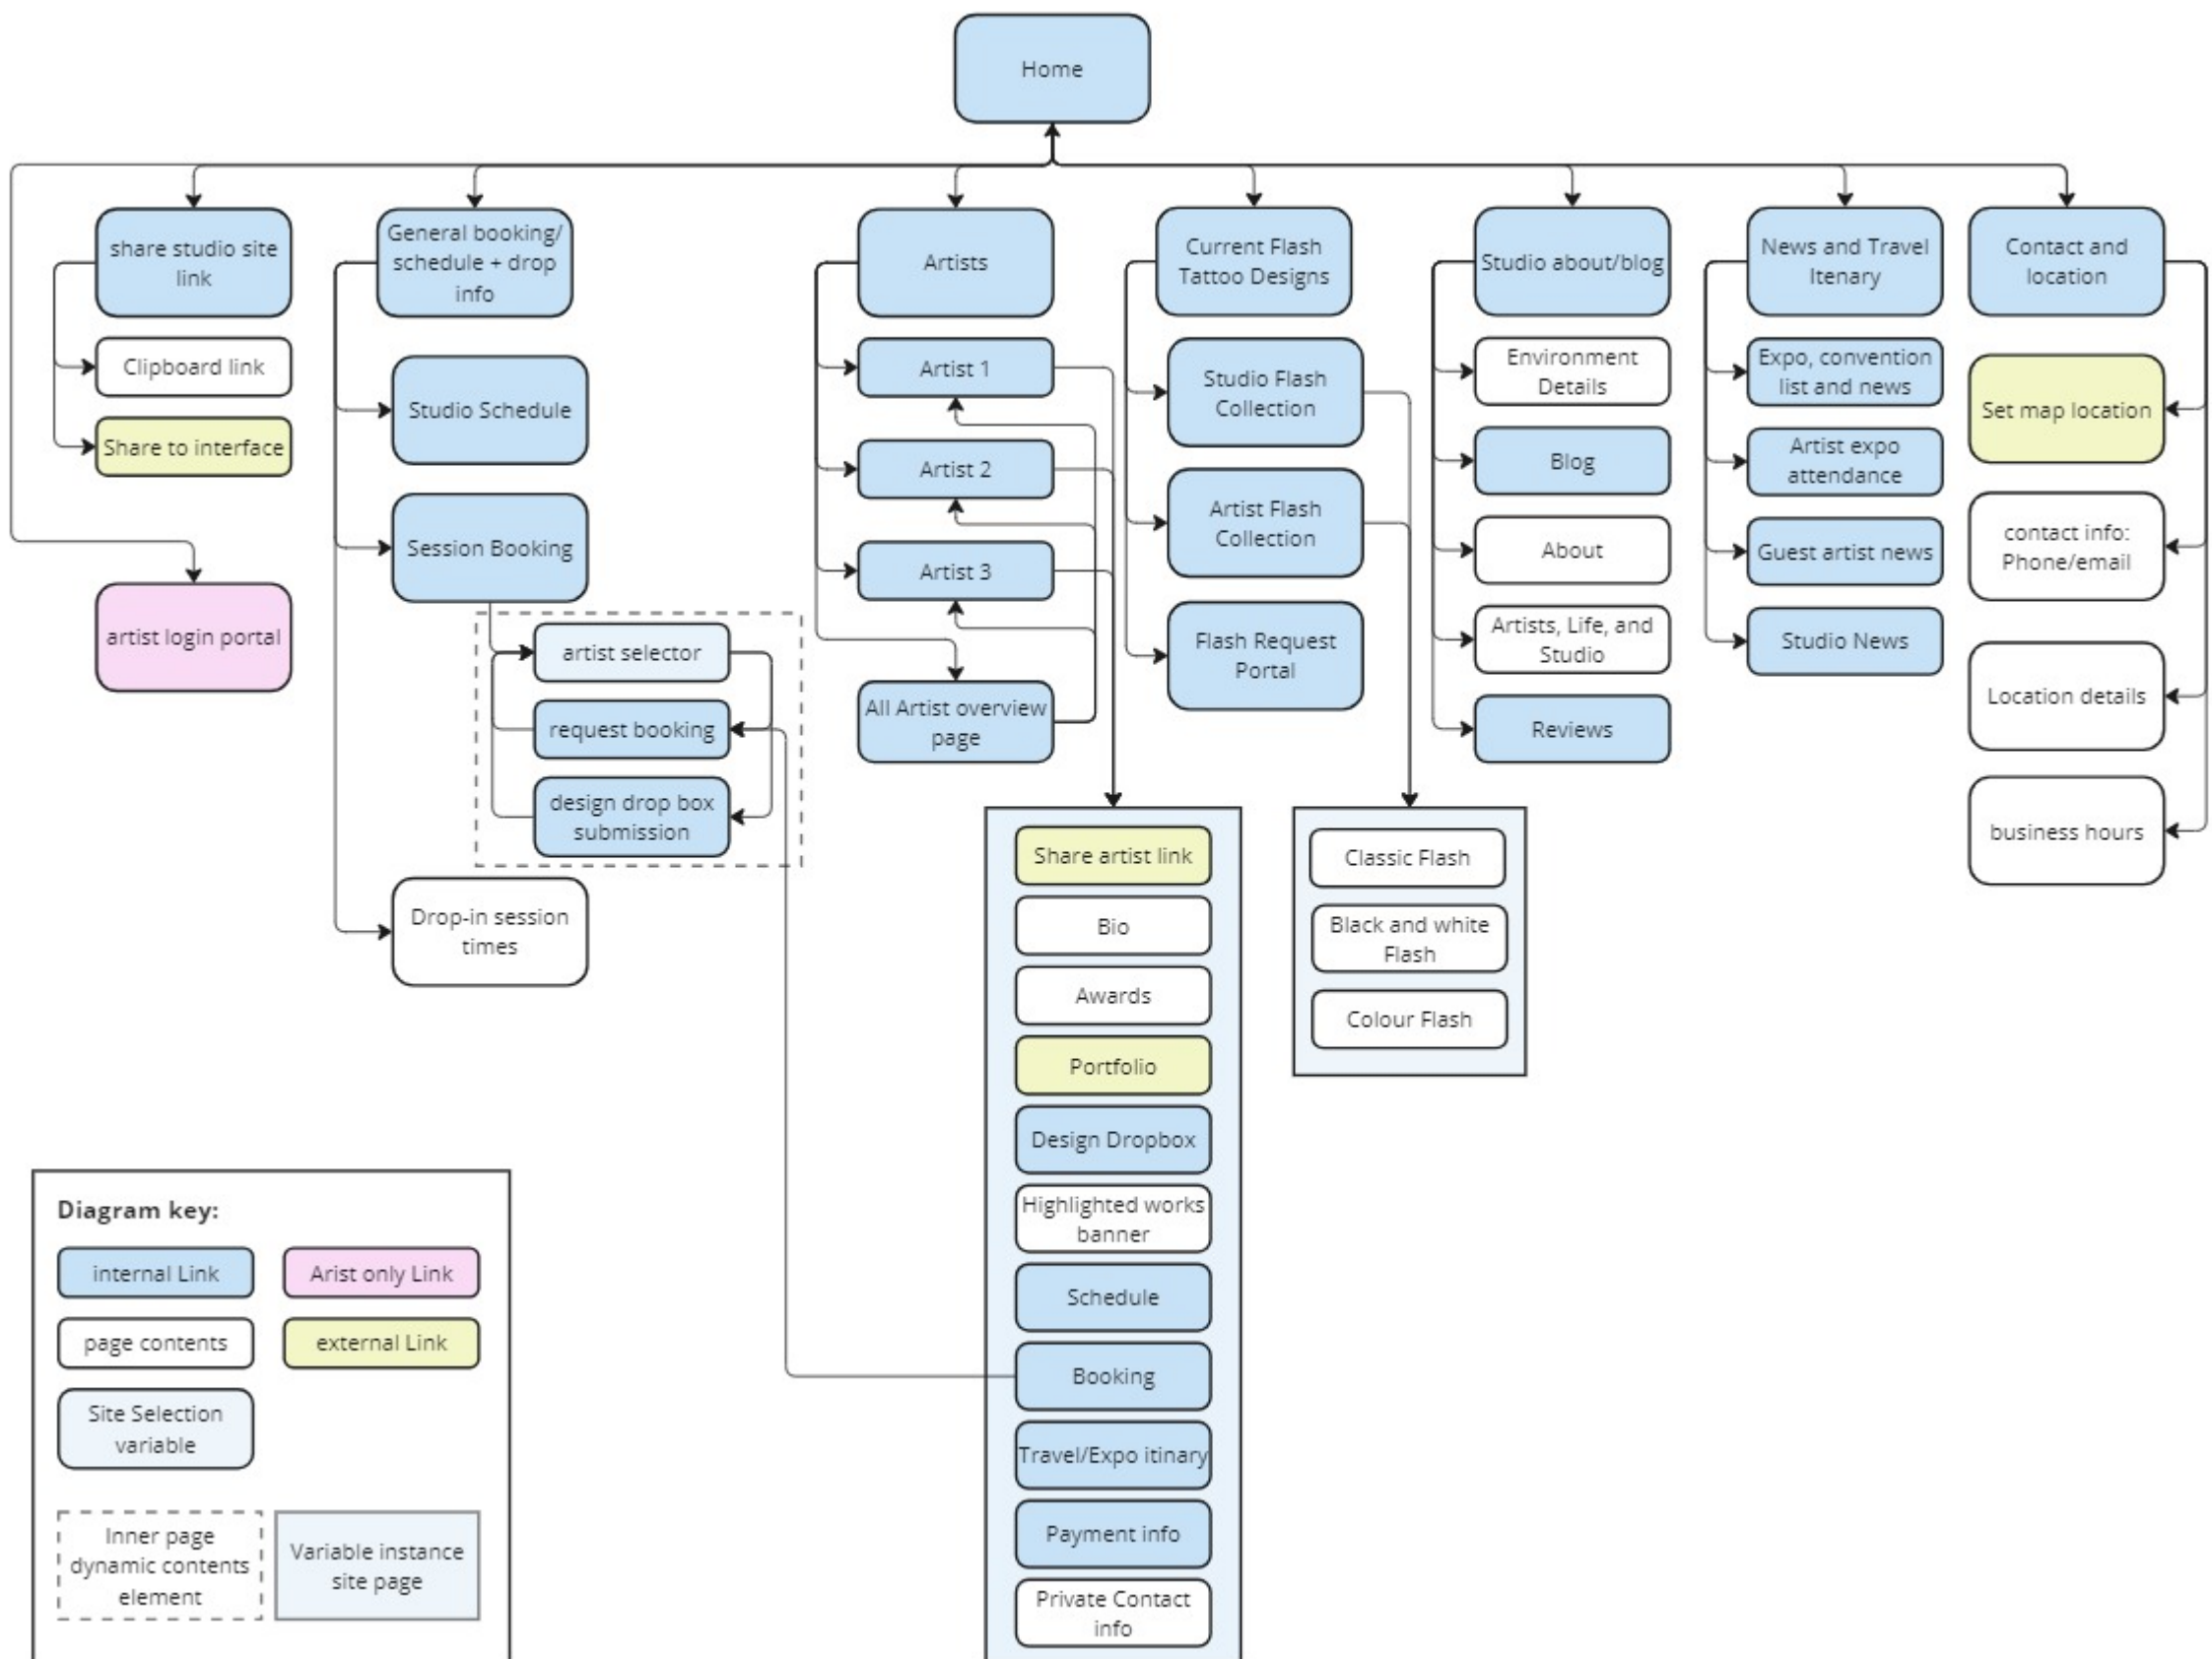 Home
share studio site
link
Clipboard link
Share to interface
artist login portal
General booking/
schedule + drop
info
Studio Schedule
Session Booking
artist selector
request booking
design drop box
submission
Drop-in session
times
Artists
Artist 1
Artist 2
Artist 3
All Artist overview
page
Share artist link
Bio
Awards
Portfolio
Design Dropbox
Highlighted works
banner
Schedule
Booking
Travel/Expo itinary
Payment info
Private Contact
info
Current Flash
Tattoo Designs
Studio Flash
Collection
Artist Flash
Collection
Flash Request
Portal
Classic Flash
Black and white
Flash
Colour Flash
Studio about/blog
Environment
Details
Blog
About
Artists, Life, and
Studio
Reviews
News and Travel
Itenary
Expo, convention
list and news
Artist expo
attendance
Guest artist news
Studio News
Contact and
location
Set map location
contact info:
Phone/email
Location details
business hours
Diagram key:
internal Link
Arist only Link
page contents
external Link
Site Selection
variable
Inner page
dynamic contents
element
Variable instance
site page